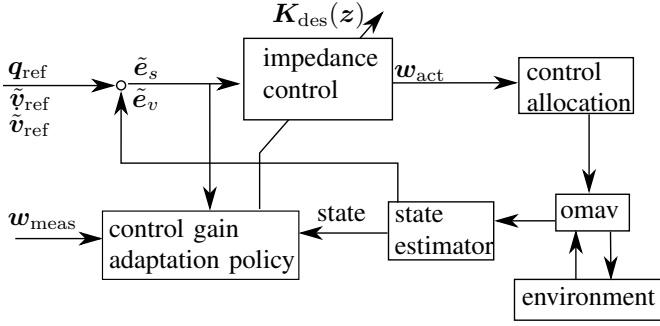 K_des(z)
q_ref
ṽ_ref
ṽ̇_ref
ẽ_s
ẽ_v
impedance
control
w_act
control
allocation
w_meas
control gain
adaptation policy
state
state
estimator
omav
environment